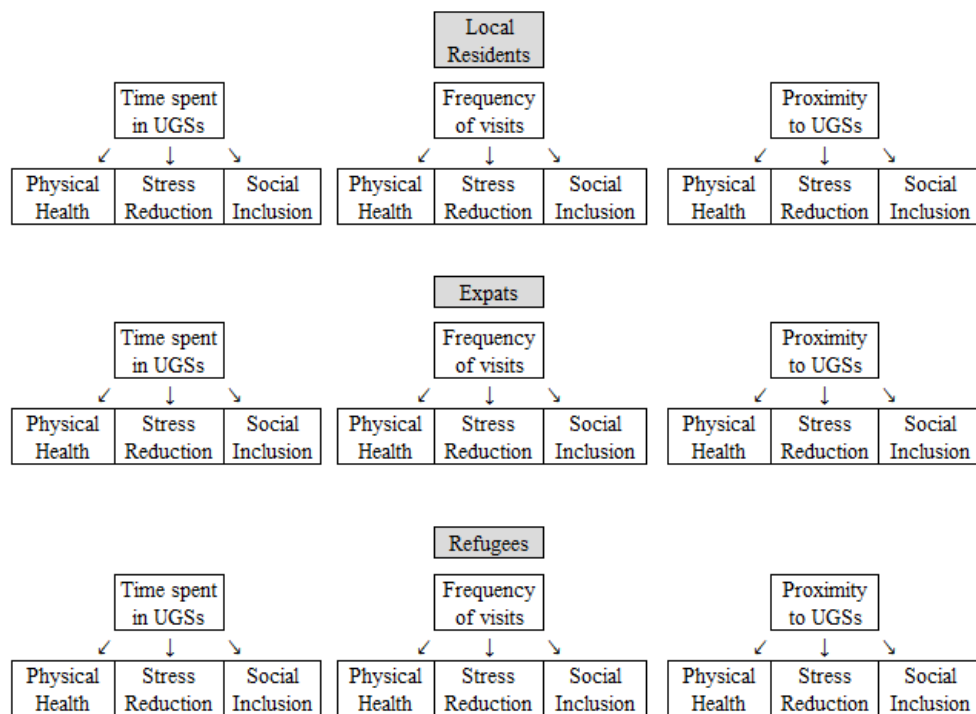 Local
Residents
Time spent
in UGSs
Frequency
of visits
Proximity
to UGSs
↙ ↓ ↘ ↙ ↓ ↘ ↙ ↓ ↘
Physical
Health
Stress
Reduction
Social
Inclusion
Physical
Health
Stress
Reduction
Social
Inclusion
Physical
Health
Stress
Reduction
Social
Inclusion
Expats
Time spent
in UGSs
Frequency
of visits
Proximity
to UGSs
↙ ↓ ↘ ↙ ↓ ↘ ↙ ↓ ↘
Physical
Health
Stress
Reduction
Social
Inclusion
Physical
Health
Stress
Reduction
Social
Inclusion
Physical
Health
Stress
Reduction
Social
Inclusion
Refugees
Time spent
in UGSs
Frequency
of visits
Proximity
to UGSs
↙ ↓ ↘ ↙ ↓ ↘ ↙ ↓ ↘
Physical
Health
Stress
Reduction
Social
Inclusion
Physical
Health
Stress
Reduction
Social
Inclusion
Physical
Health
Stress
Reduction
Social
Inclusion